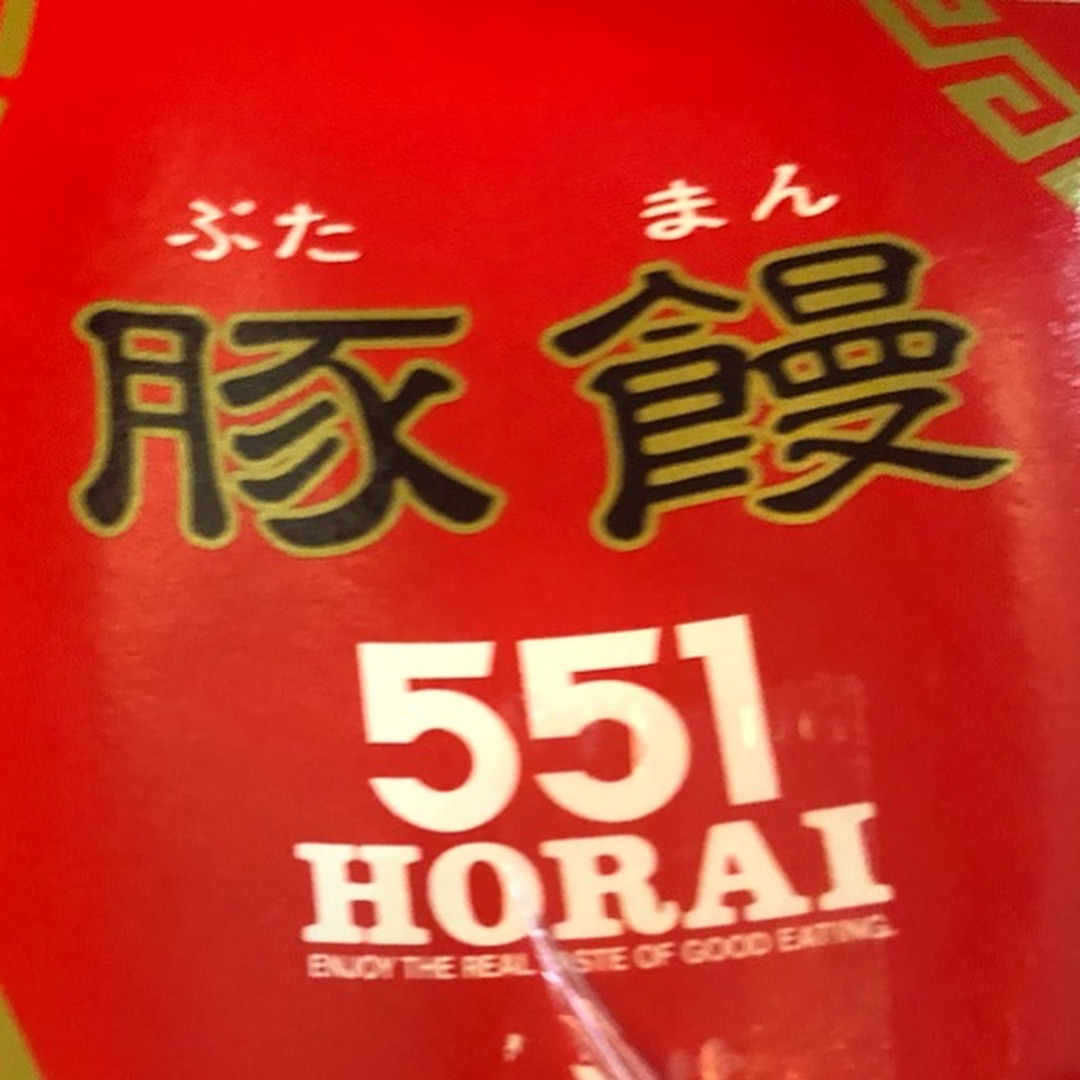 ぶた まん
豚饅
551
HORAI
ENJOY THE REAL TASTE OF GOOD EATING.